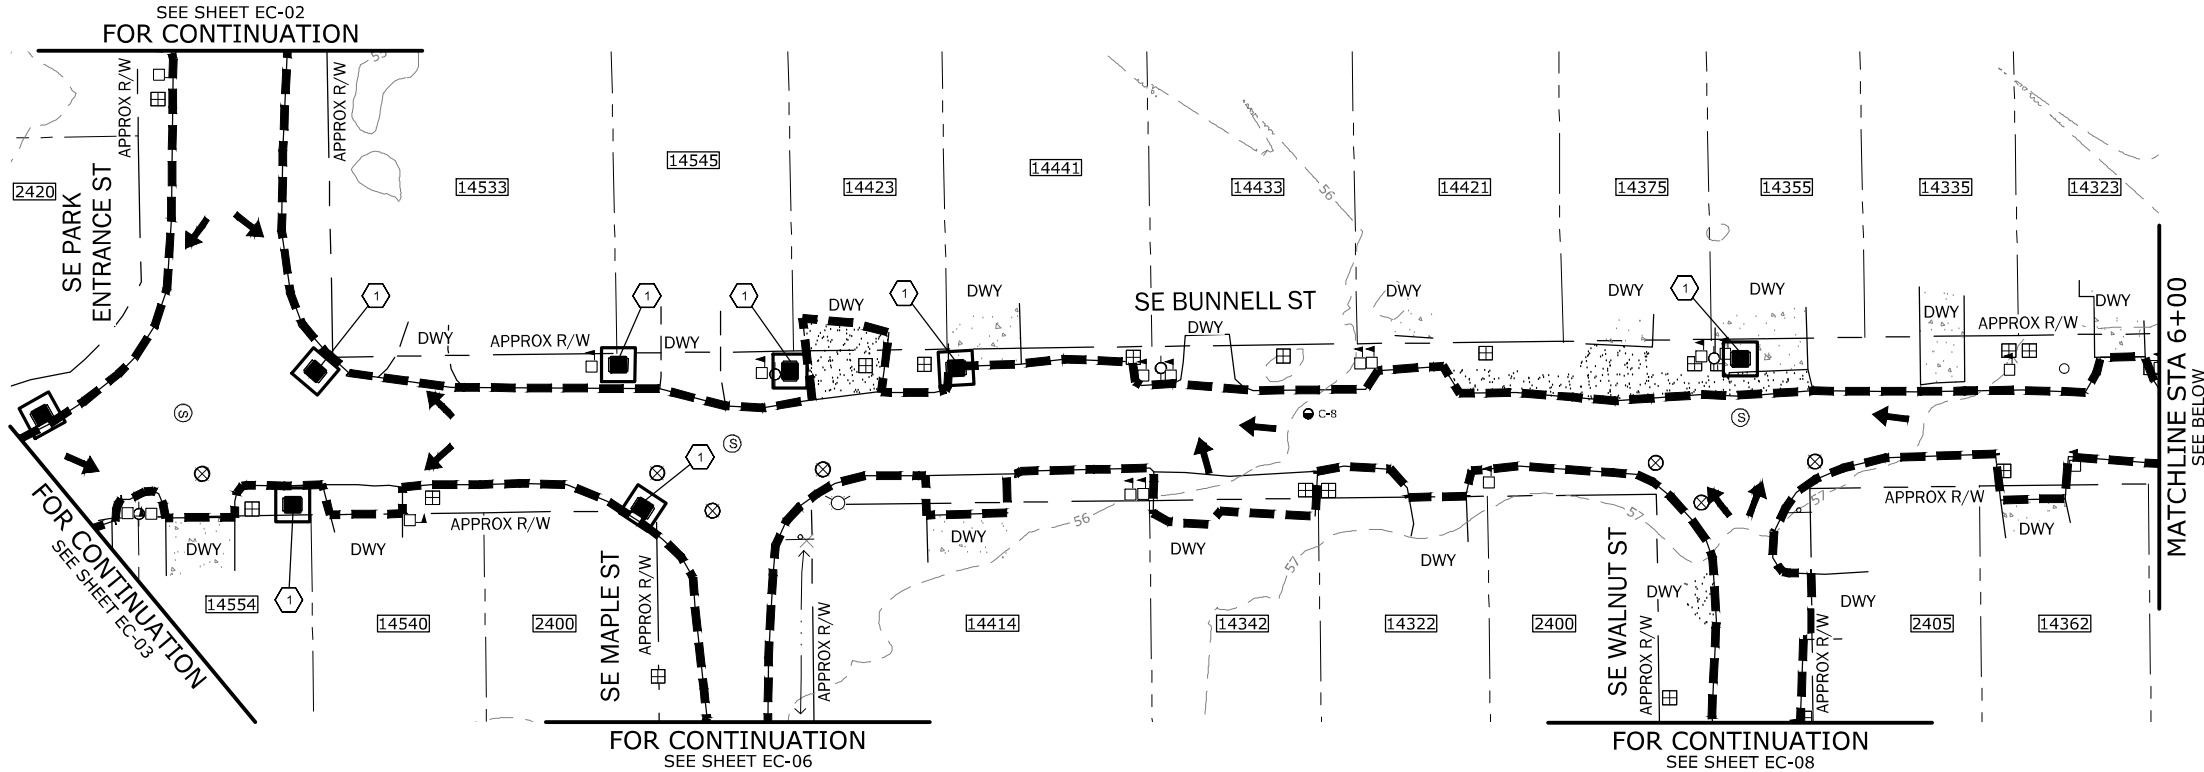 SEE SHEET EC-02
FOR CONTINUATION
APPROX R/W
APPROX R/W
55
2420
SE PARK
ENTRANCE ST
14533
14545
14423
14441
14433
56
14421
14375
14355
14335
14323
1
1
1
1
1
DWY
APPROX R/W
DWY
DWY
DWY
SE BUNNELL ST
DWY
DWY
DWY
DWY
DWY
APPROX R/W
DWY
MATCHLINE STA 6+00
SEE BELOW
S
S
C-8
S
1
FOR CONTINUATION
SEE SHEET EC-03
DWY
DWY
APPROX R/W
DWY
56
DWY
57
DWY
57
57
APPROX R/W
DWY
14554
1
14540
2400
SE MAPLE ST
APPROX R/W
APPROX R/W
14414
14342
14322
2400
SE WALNUT ST
DWY
APPROX R/W
DWY
APPROX R/W
2405
14362
FOR CONTINUATION
SEE SHEET EC-06
FOR CONTINUATION
SEE SHEET EC-08